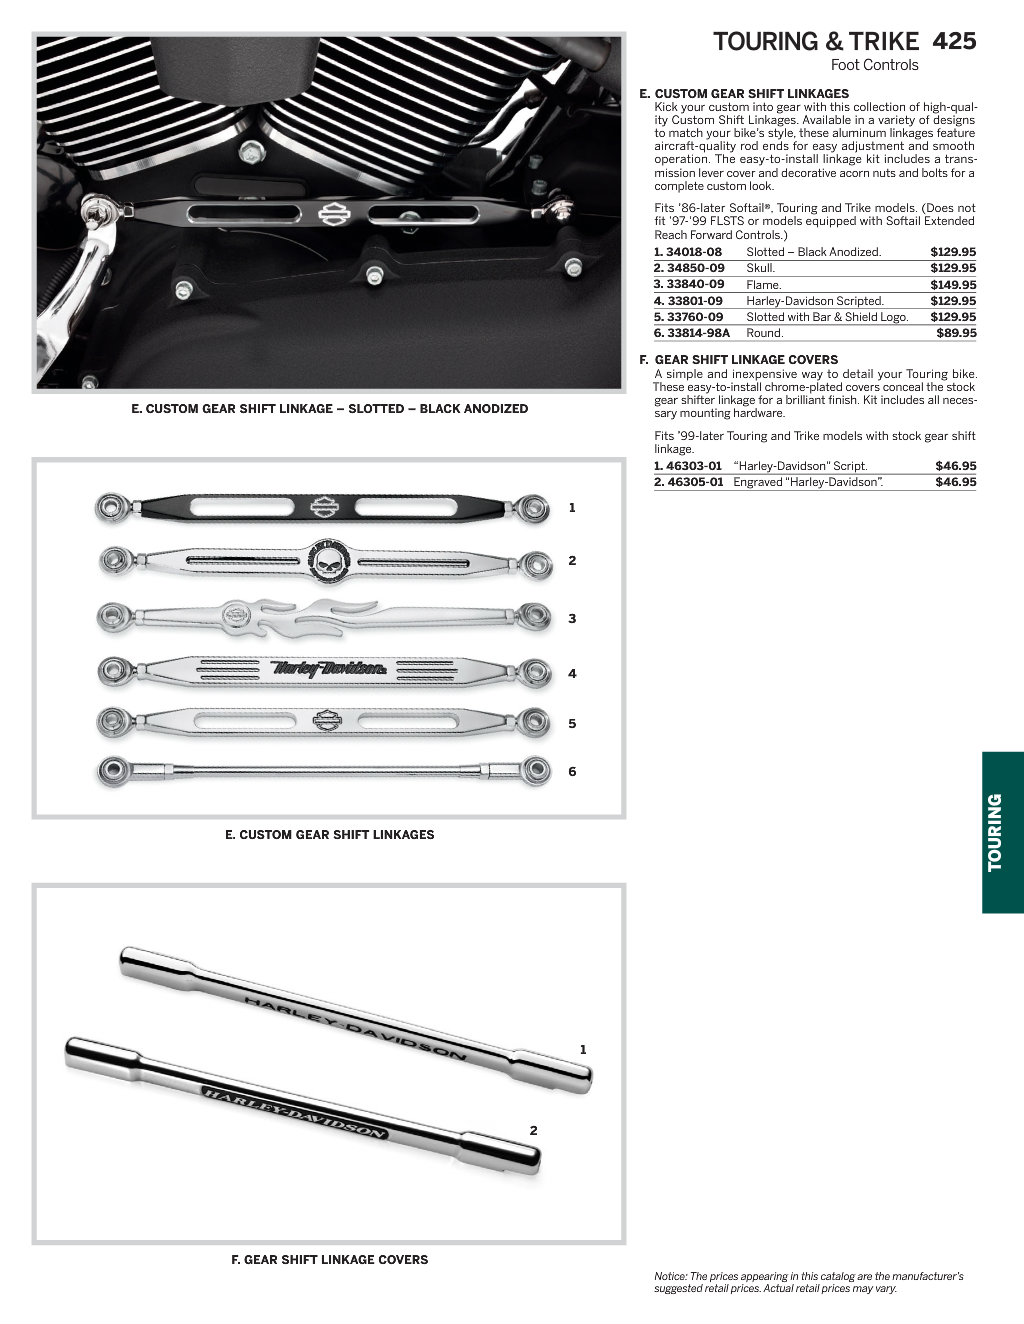 TOURING & TRIKE 425
Foot Controls
E. CUSTOM GEAR SHIFT LINKAGES
Kick your custom into gear with this collection of high-qual-
ity Custom Shift Linkages. Available in a variety of designs
to match your bike's style, these aluminum linkages feature
aircraft-quality rod ends for easy adjustment and smooth
operation. The easy-to-install linkage kit includes a trans-
mission lever cover and decorative acorn nuts and bolts for a
complete custom look.
Fits '86-later Softail®, Touring and Trike models. (Does not
fit '97-'99 FLSTS or models equipped with Softail Extended
Reach Forward Controls.)
1. 34018-08 Slotted – Black Anodized. $129.95
2. 34850-09 Skull. $129.95
3. 33840-09 Flame. $149.95
4. 33801-09 Harley-Davidson Scripted. $129.95
5. 33760-09 Slotted with Bar & Shield Logo. $129.95
6. 33814-98A Round. $89.95
F. GEAR SHIFT LINKAGE COVERS
A simple and inexpensive way to detail your Touring bike.
These easy-to-install chrome-plated covers conceal the stock
gear shifter linkage for a brilliant finish. Kit includes all neces-
sary mounting hardware.
Fits '99-later Touring and Trike models with stock gear shift
linkage.
1. 46303-01 “Harley-Davidson” Script. $46.95
2. 46305-01 Engraved “Harley-Davidson”. $46.95
E. CUSTOM GEAR SHIFT LINKAGE – SLOTTED – BLACK ANODIZED
1
2
3
Harley-Davidson
4
5
6
E. CUSTOM GEAR SHIFT LINKAGES
TOURING
HARLEY-DAVIDSON
1
HARLEY-DAVIDSON
2
F. GEAR SHIFT LINKAGE COVERS
Notice: The prices appearing in this catalog are the manufacturer's
suggested retail prices. Actual retail prices may vary.